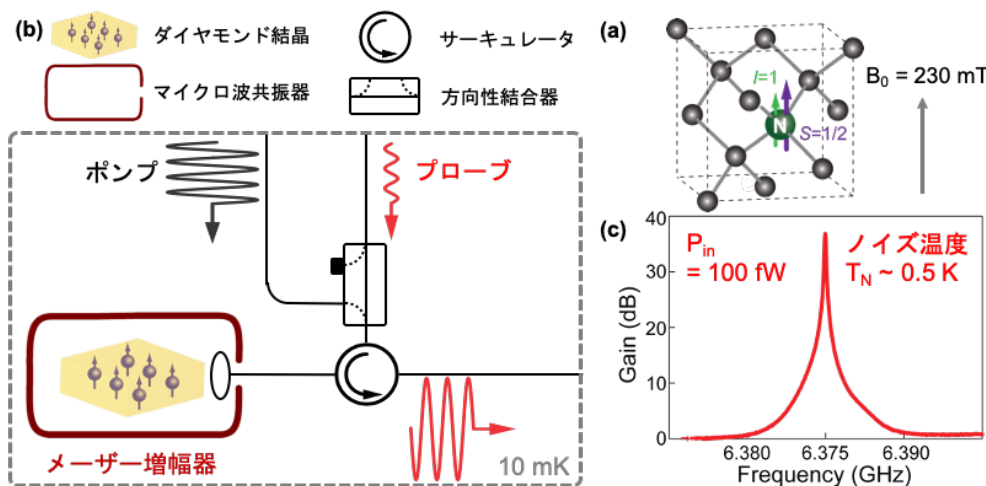 (b)
ダイヤモンド結晶
サーキュレータ
マイクロ波共振器
方向性結合器
ポンプ
プローブ
メーザー増幅器
10 mK
(a)
I=1
N
S=1/2
B0 = 230 mT
(c)
Pin
= 100 fW
ノイズ温度
TN ~ 0.5 K
Gain (dB)
40
30
20
10
0
6.380
6.375
6.390
Frequency (GHz)